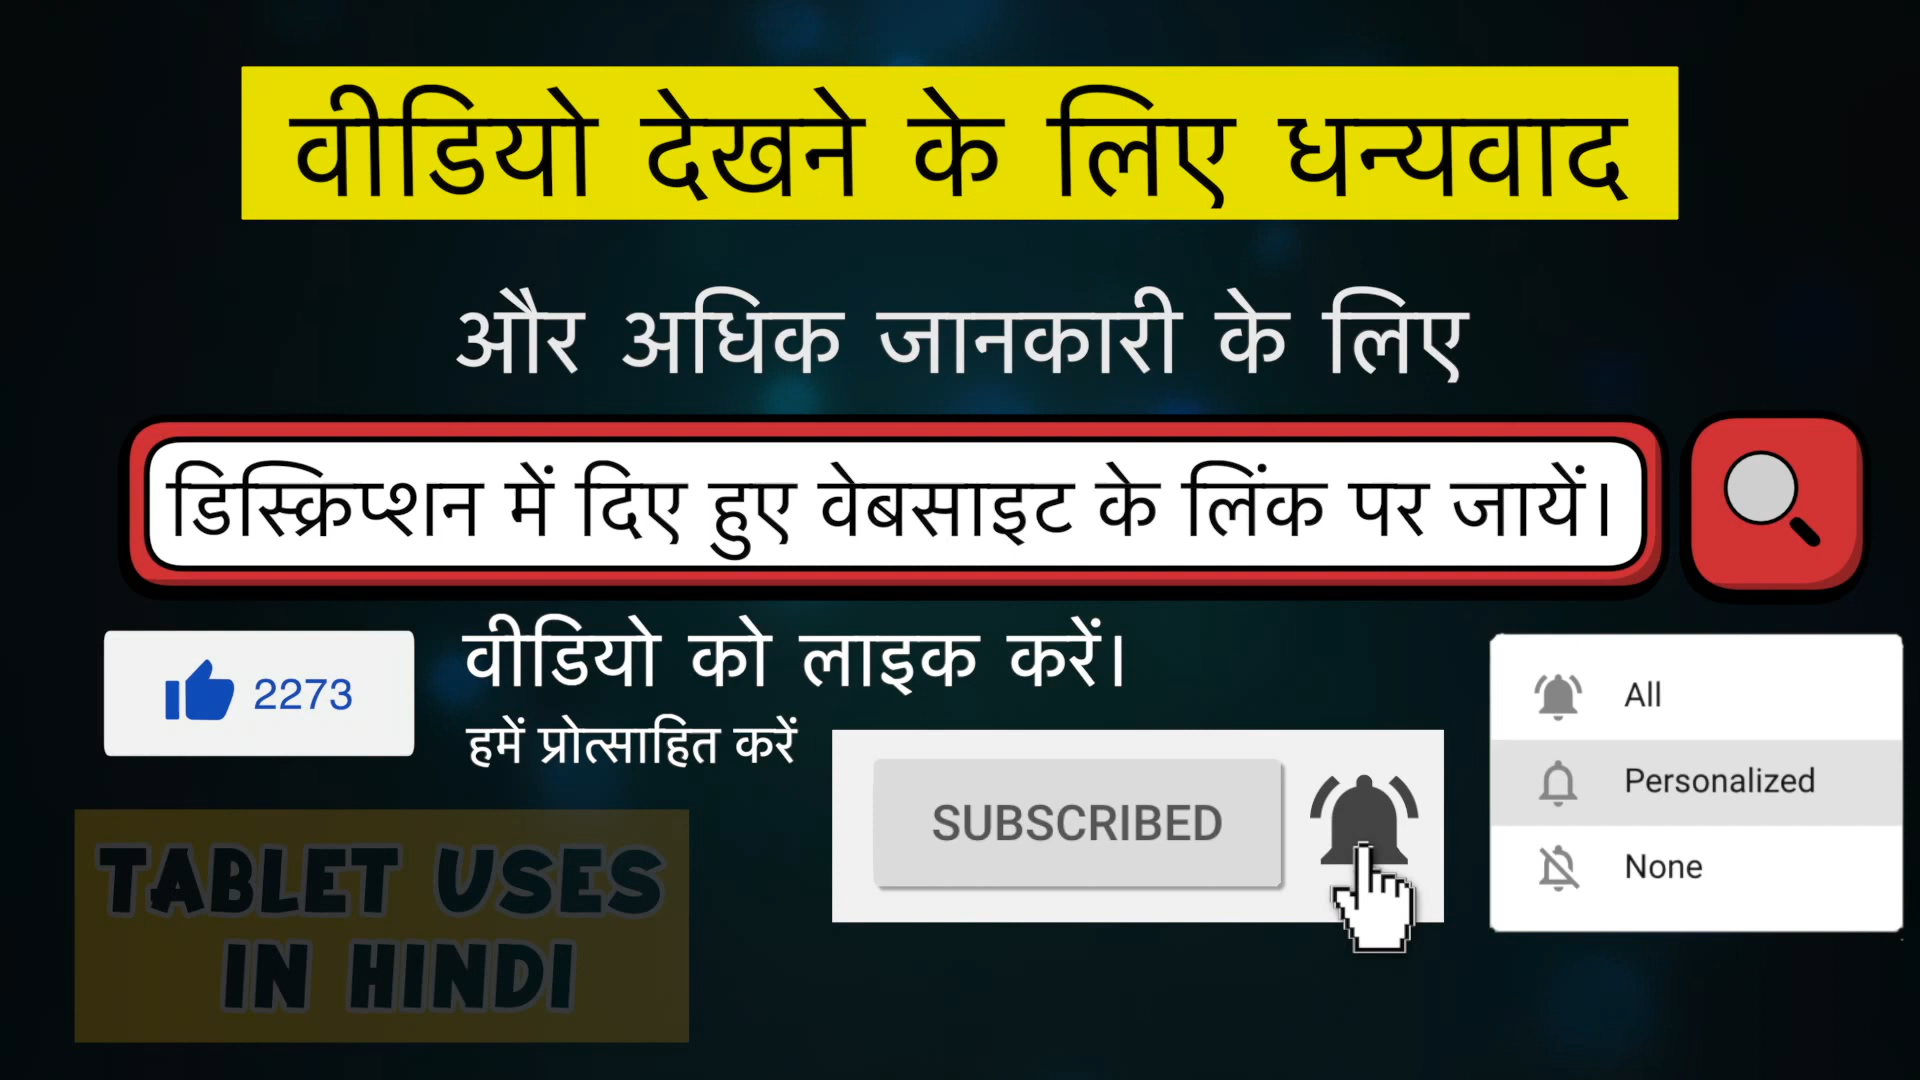 वीडियो देखने के लिए धन्यवाद
और अधिक जानकारी के लिए
डिस्क्रिप्शन में दिए हुए वेबसाइट के लिंक पर जायें।
2273
वीडियो को लाइक करें।
हमें प्रोत्साहित करें
SUBSCRIBED
All
Personalized
None
TABLET USES
IN HINDI